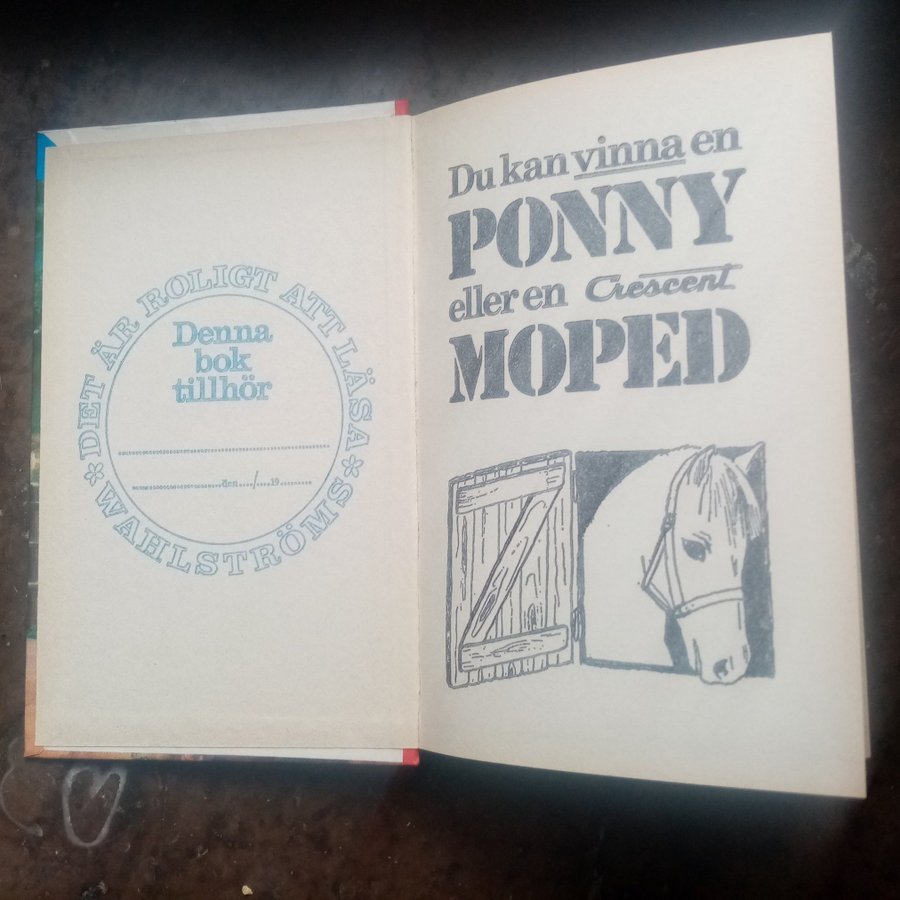 *DET ÄR ROLIGT ATT LÄSA*
WAHLSTRÖMS
Denna
bok
tillhör
den..../....19.........
Du kan vinna en
PONNY
eller en Crescent
MOPED